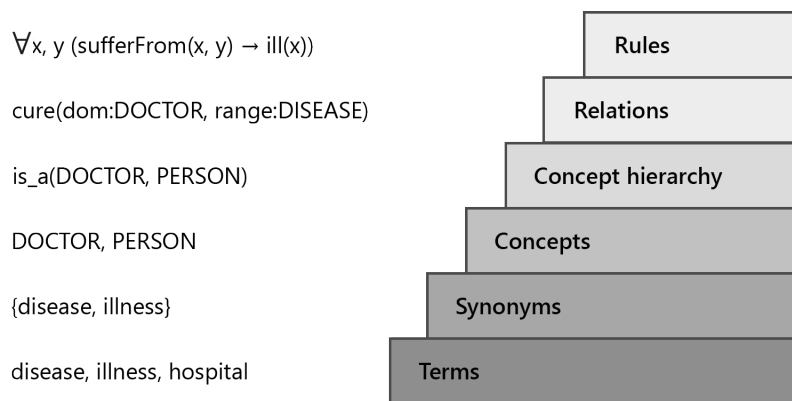 ∀x, y (sufferFrom(x, y) → ill(x)) Rules
cure(dom:DOCTOR, range:DISEASE) Relations
is_a(DOCTOR, PERSON) Concept hierarchy
DOCTOR, PERSON Concepts
{disease, illness} Synonyms
disease, illness, hospital Terms